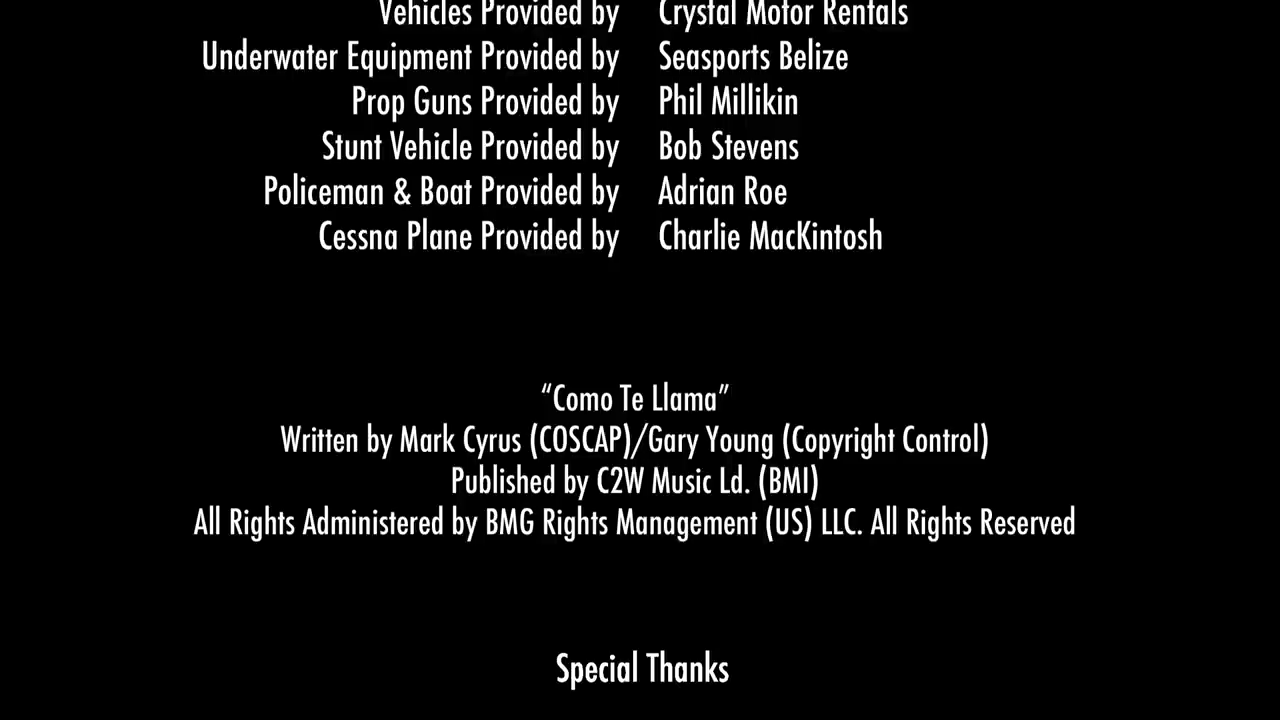 Vehicles Provided by Crystal Motor Rentals
Underwater Equipment Provided by Seasports Belize
Prop Guns Provided by Phil Millikin
Stunt Vehicle Provided by Bob Stevens
Policeman & Boat Provided by Adrian Roe
Cessna Plane Provided by Charlie MacKintosh
“Como Te Llama”
Written by Mark Cyrus (COSCAP)/Gary Young (Copyright Control)
Published by C2W Music Ld. (BMI)
All Rights Administered by BMG Rights Management (US) LLC. All Rights Reserved
Special Thanks